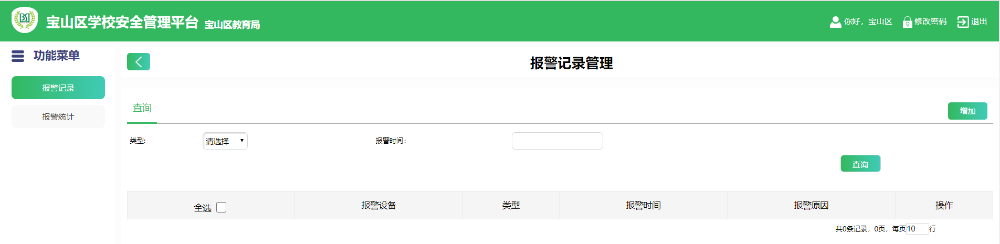 宝山区学校安全管理平台 宝山区教育局
你好，宝山区 修改密码 退出
功能菜单
报警记录管理
报警记录
报警统计
查询
增加
类型: 请选择 报警时间:
查询
全选 报警设备 类型 报警时间 报警原因 操作
共0条记录，0页，每页10行